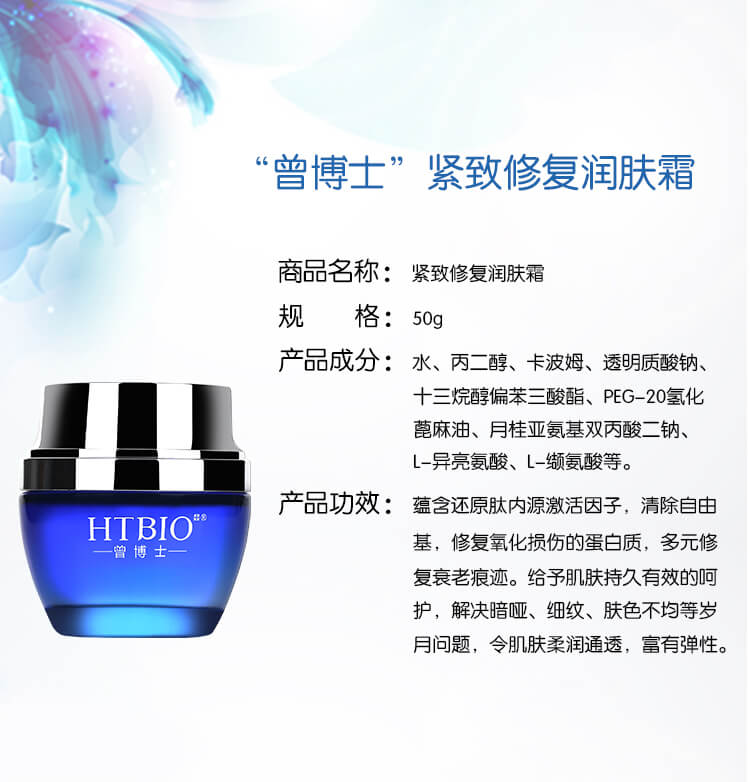 “曾博士”紧致修复润肤霜
商品名称：紧致修复润肤霜
规 格：50g
产品成分：水、丙二醇、卡波姆、透明质酸钠、
十三烷醇偏苯三酸酯、PEG-20氢化
蓖麻油、月桂亚氨基双丙酸二钠、
L-异亮氨酸、L-缬氨酸等。
产品功效：蕴含还原肽内源激活因子，清除自由
基，修复氧化损伤的蛋白质，多元修
复衰老痕迹。给予肌肤持久有效的呵
护，解决暗哑、细纹、肤色不均等岁
月问题，令肌肤柔润通透，富有弹性。
HTBIO®
曾博士